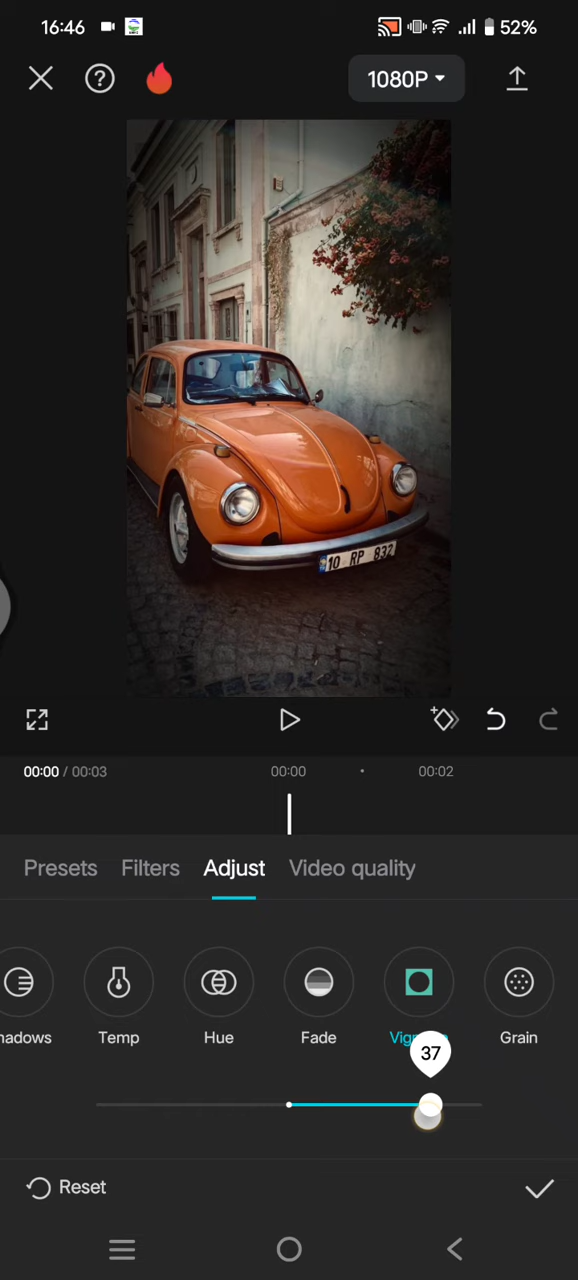 16:46 52%
1080P
10 RP 832
00:00 / 00:03 00:00 00:02
Presets Filters Adjust Video quality
hadows Temp Hue Fade Vig Grain
37
Reset